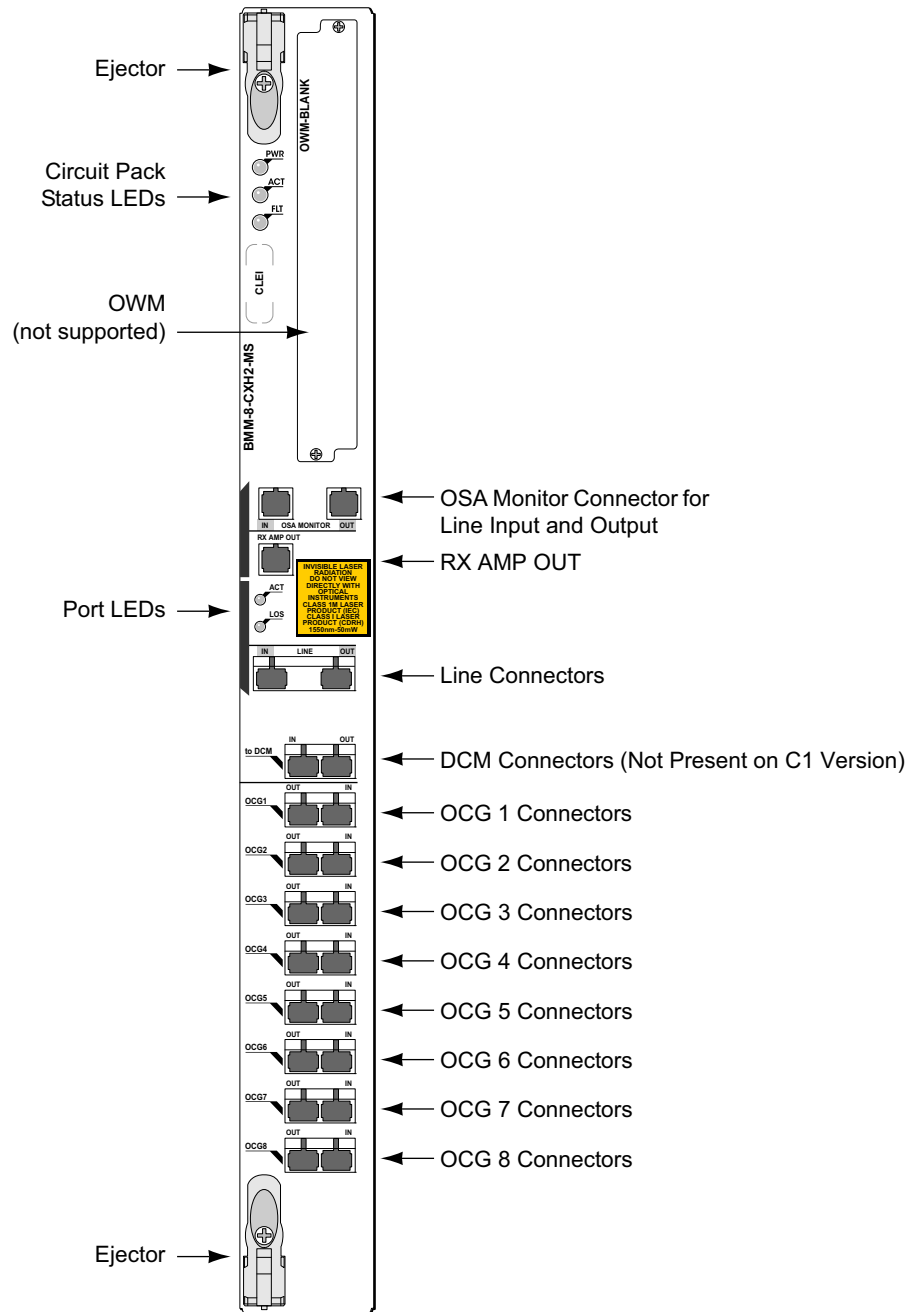 Ejector
OWM-BLANK
PWR
Circuit Pack
Status LEDs
ACT
FLT
CLEI
OWM
(not supported)
BMM-8-CXH2-MS
OSA Monitor Connector for
Line Input and Output
IN OSA MONITOR OUT
RX AMP OUT
RX AMP OUT
INVISIBLE LASER
RADIATION
DO NOT VIEW
DIRECTLY WITH
OPTICAL
INSTRUMENTS
CLASS 1M LASER
PRODUCT (IEC)
CLASS I LASER
PRODUCT (CDRH)
1550nm-50mW
Port LEDs
ACT
LOS
IN LINE OUT
Line Connectors
IN OUT
to DCM
DCM Connectors (Not Present on C1 Version)
OUT IN
OCG1
OCG 1 Connectors
OUT IN
OCG2
OCG 2 Connectors
OUT IN
OCG3
OCG 3 Connectors
OUT IN
OCG4
OCG 4 Connectors
OUT IN
OCG5
OCG 5 Connectors
OUT IN
OCG6
OCG 6 Connectors
OUT IN
OCG7
OCG 7 Connectors
OUT IN
OCG8
OCG 8 Connectors
Ejector